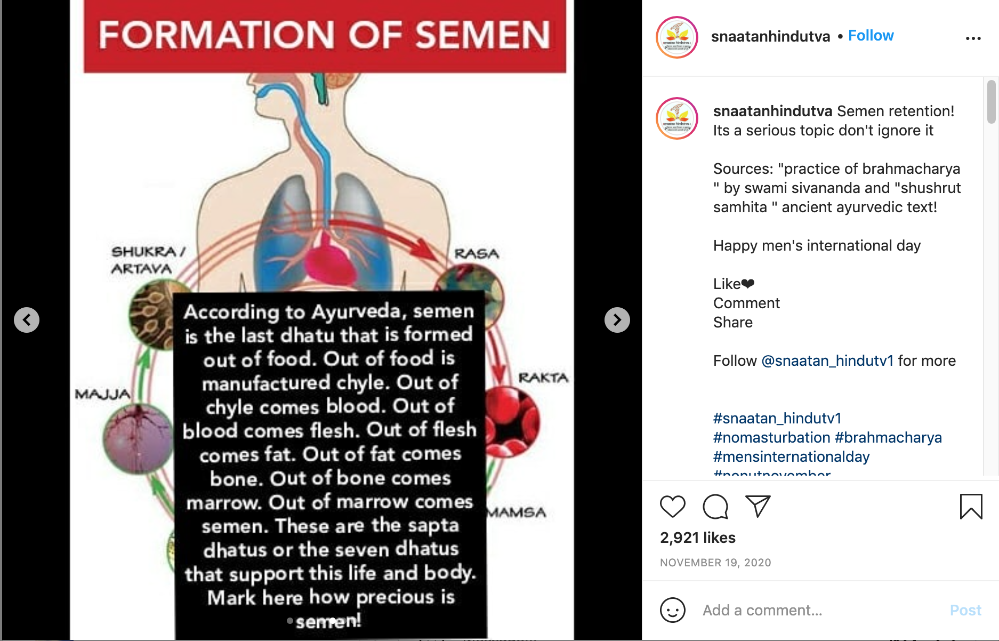 FORMATION OF SEMEN
SHUKRA /
ARTAVA
RASA
RAKTA
MAJJA
MAMSA
According to Ayurveda, semen
is the last dhatu that is formed
out of food. Out of food is
manufactured chyle. Out of
chyle comes blood. Out of
blood comes flesh. Out of flesh
comes fat. Out of fat comes
bone. Out of bone comes
marrow. Out of marrow comes
semen. These are the sapta
dhatus or the seven dhatus
that support this life and body.
Mark here how precious is
semen!
snaatanhindutva • Follow
snaatanhindutva Semen retention!
Its a serious topic don't ignore it
Sources: "practice of brahmacharya
" by swami sivananda and "shushrut
samhita " ancient ayurvedic text!
Happy men's international day
Like❤
Comment
Share
Follow @snaatan_hindutv1 for more
#snaatan_hindutv1
#nomasturbation #brahmacharya
#mensinternationalday
#nonutnovember
2,921 likes
NOVEMBER 19, 2020
Add a comment...
Post